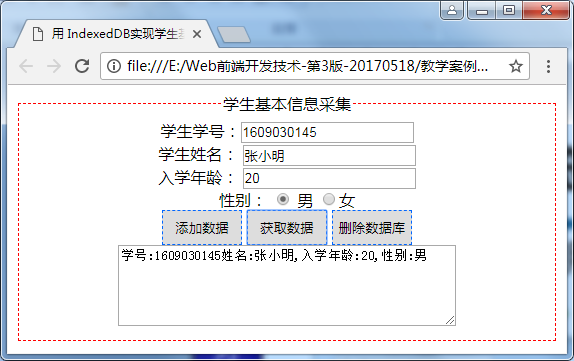 用 IndexedDB实现学生基
file:///E:/Web前端开发技术-第3版-20170518/教学案例...
学生基本信息采集
学生学号：1609030145
学生姓名：张小明
入学年龄：20
性别： 男 女
添加数据 获取数据 删除数据库
学号:1609030145姓名:张小明,入学年龄:20,性别:男